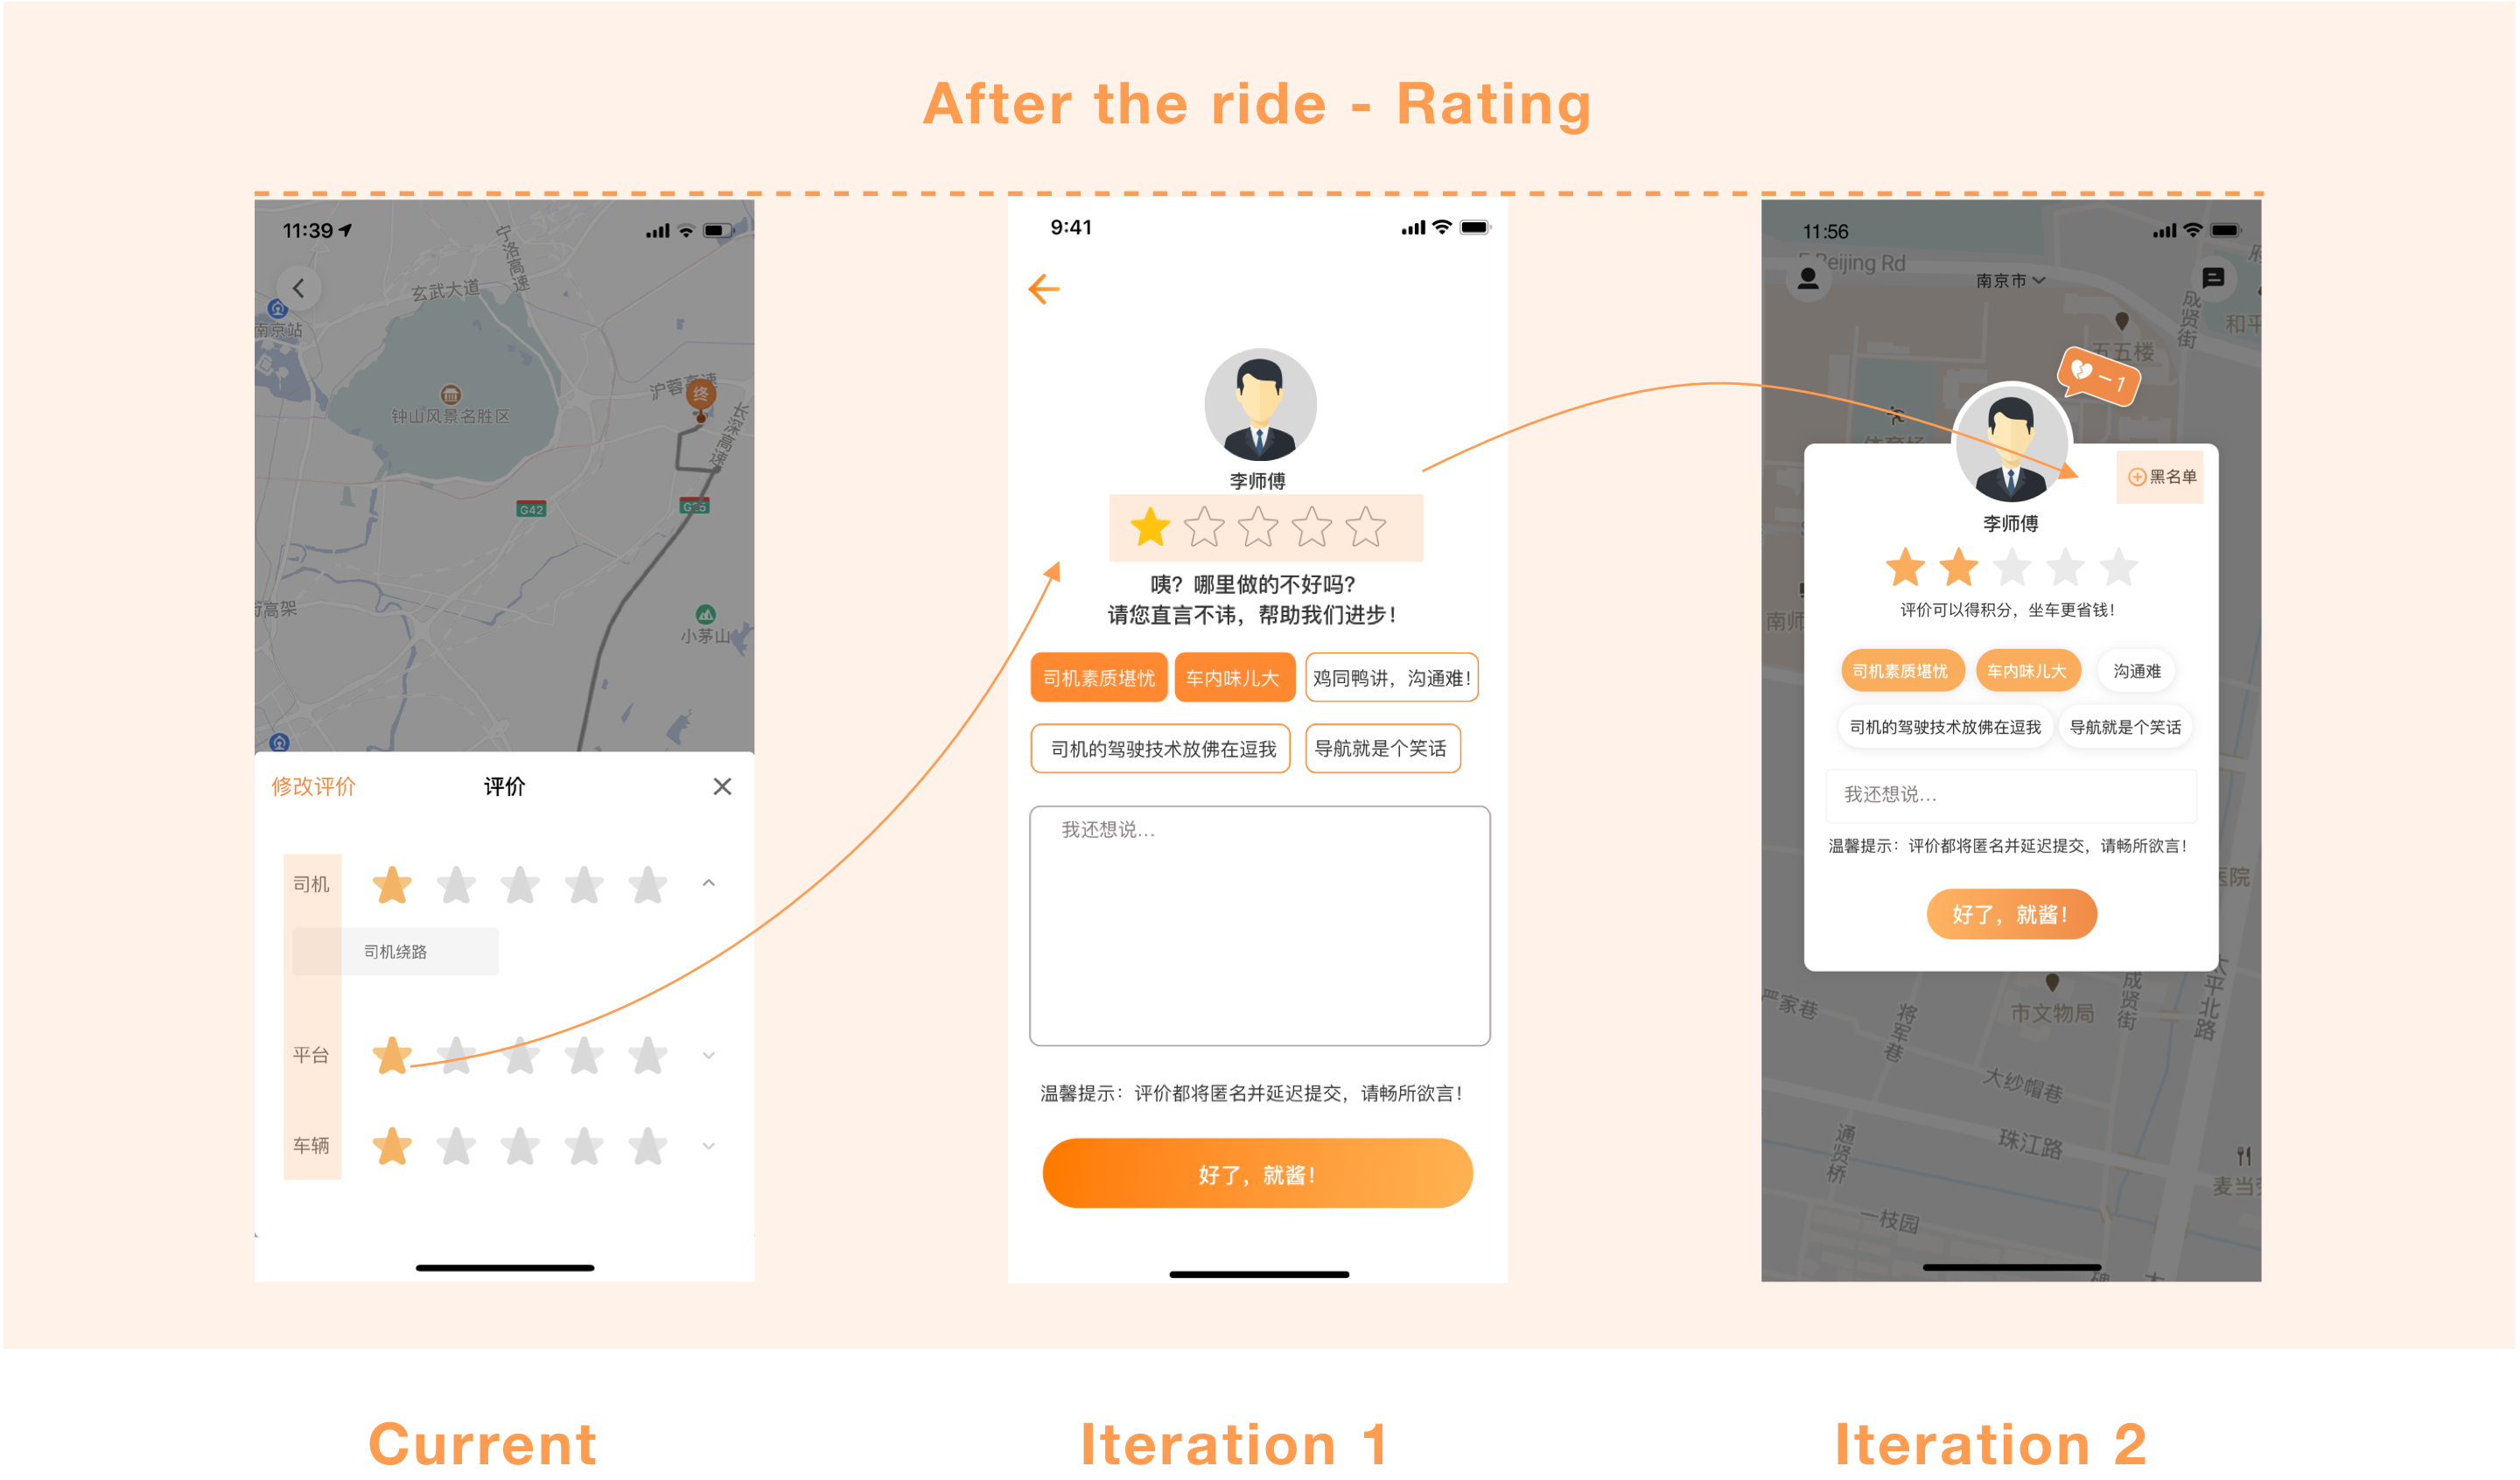 After the ride - Rating
11:39
宁洛高速
玄武大道
南京站
沪蓉高速
终
长深高速
钟山风景名胜区
G42
G25
高架
小茅山
修改评价
评价
司机
司机绕路
平台
车辆
Current
9:41
李师傅
咦？哪里做的不好吗？
请您直言不讳，帮助我们进步！
司机素质堪忧
车内味儿大
鸡同鸭讲，沟通难！
司机的驾驶技术放佛在逗我
导航就是个笑话
我还想说...
温馨提示：评价都将匿名并延迟提交，请畅所欲言！
好了，就酱！
Iteration 1
11:56
Beijing Rd
南京市
成贤街
和平
五五楼
-1
体育场
黑名单
李师傅
评价可以得积分，坐车更省钱！
南师
司机素质堪忧
车内味儿大
沟通难
司机的驾驶技术放佛在逗我
导航就是个笑话
我还想说...
温馨提示：评价都将匿名并延迟提交，请畅所欲言！
医院
好了，就酱！
太平北路
成贤街
市文物局
严家巷
将军巷
大纱帽巷
珠江路
通贤桥
麦当
一枝园
Iteration 2